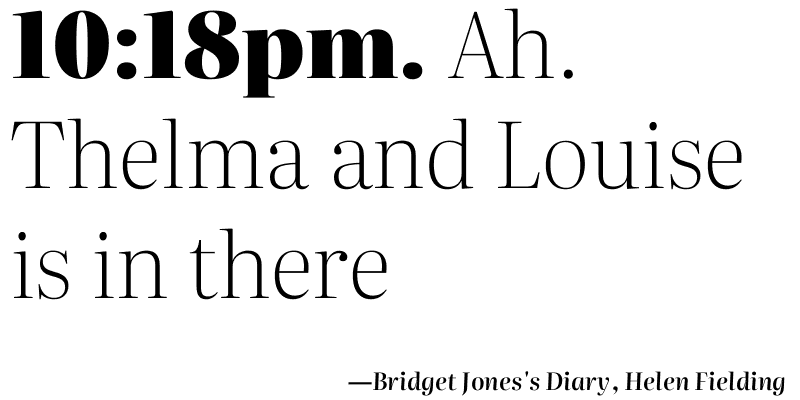 10:18pm. Ah.
Thelma and Louise
is in there
—Bridget Jones's Diary, Helen Fielding